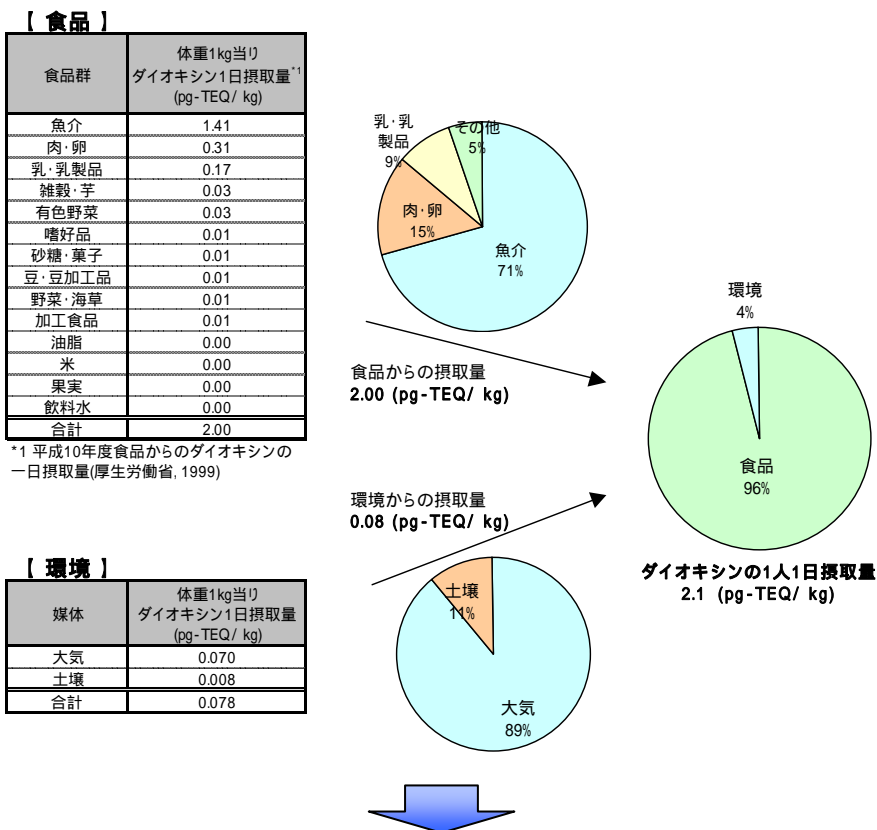 【 食品 】
食品群
体重1kg当り
ダイオキシン1日摂取量*1
(pg-TEQ/ kg)
魚介 1.41
肉・卵 0.31
乳・乳製品 0.17
雑穀・芋 0.03
有色野菜 0.03
嗜好品 0.01
砂糖・菓子 0.01
豆・豆加工品 0.01
野菜・海草 0.01
加工食品 0.01
油脂 0.00
米 0.00
果実 0.00
飲料水 0.00
合計 2.00
*1 平成10年度食品からのダイオキシンの
一日摂取量(厚生労働省, 1999)
乳・乳
製品
9%
その他
5%
肉・卵
15%
魚介
71%
食品からの摂取量
2.00 (pg-TEQ/ kg)
環境
4%
食品
96%
ダイオキシンの1人1日摂取量
2.1 (pg-TEQ/ kg)
環境からの摂取量
0.08 (pg-TEQ/ kg)
【 環境 】
媒体
体重1kg当り
ダイオキシン1日摂取量
(pg-TEQ/ kg)
大気 0.070
土壌 0.008
合計 0.078
土壌
11%
大気
89%